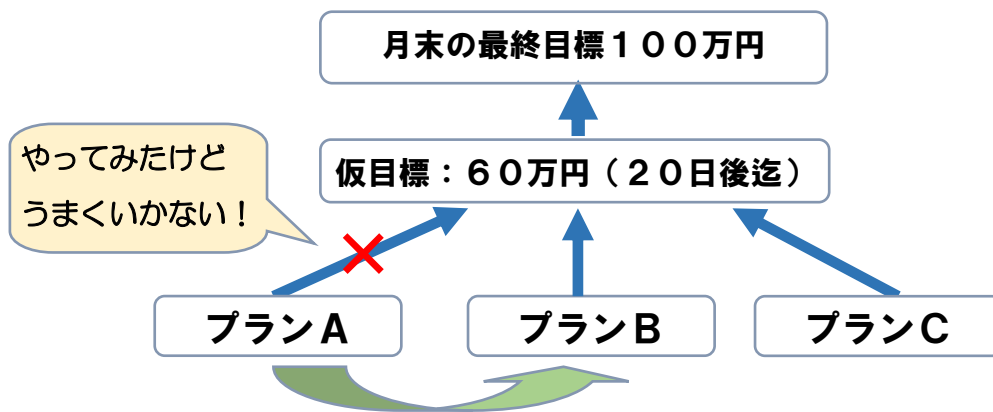 月末の最終目標１００万円
やってみたけど
うまくいかない！
仮目標：６０万円（２０日後迄）
プランＡ
プランＢ
プランＣ